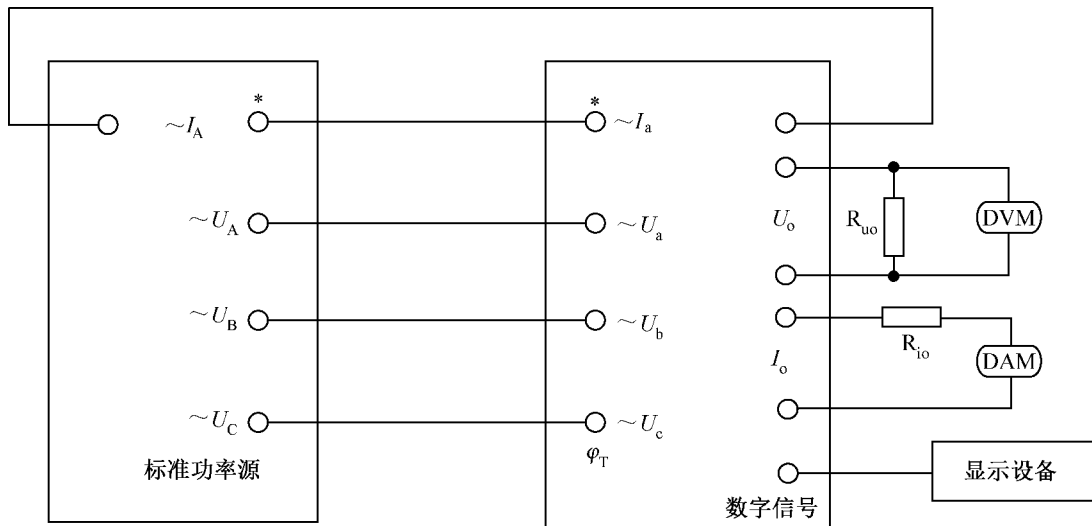 *
～I_A
～U_A
～U_B
～U_C
标准功率源
*
～I_a
～U_a
～U_b
～U_c
φ_T
U_o
I_o
数字信号
R_uo
DVM
R_io
DAM
显示设备